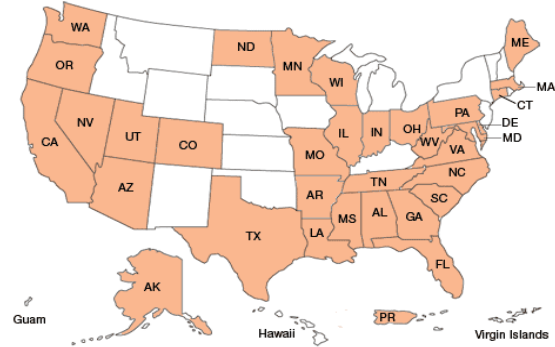 WA
ND
ME
MN
OR
WI
MA
CT
PA
NV
IL
IN
OH
DE
UT
CO
WV
MD
CA
VA
MO
NC
TN
AZ
AR
SC
MS
AL
GA
TX
LA
FL
AK
PR
Guam
Hawaii
Virgin Islands